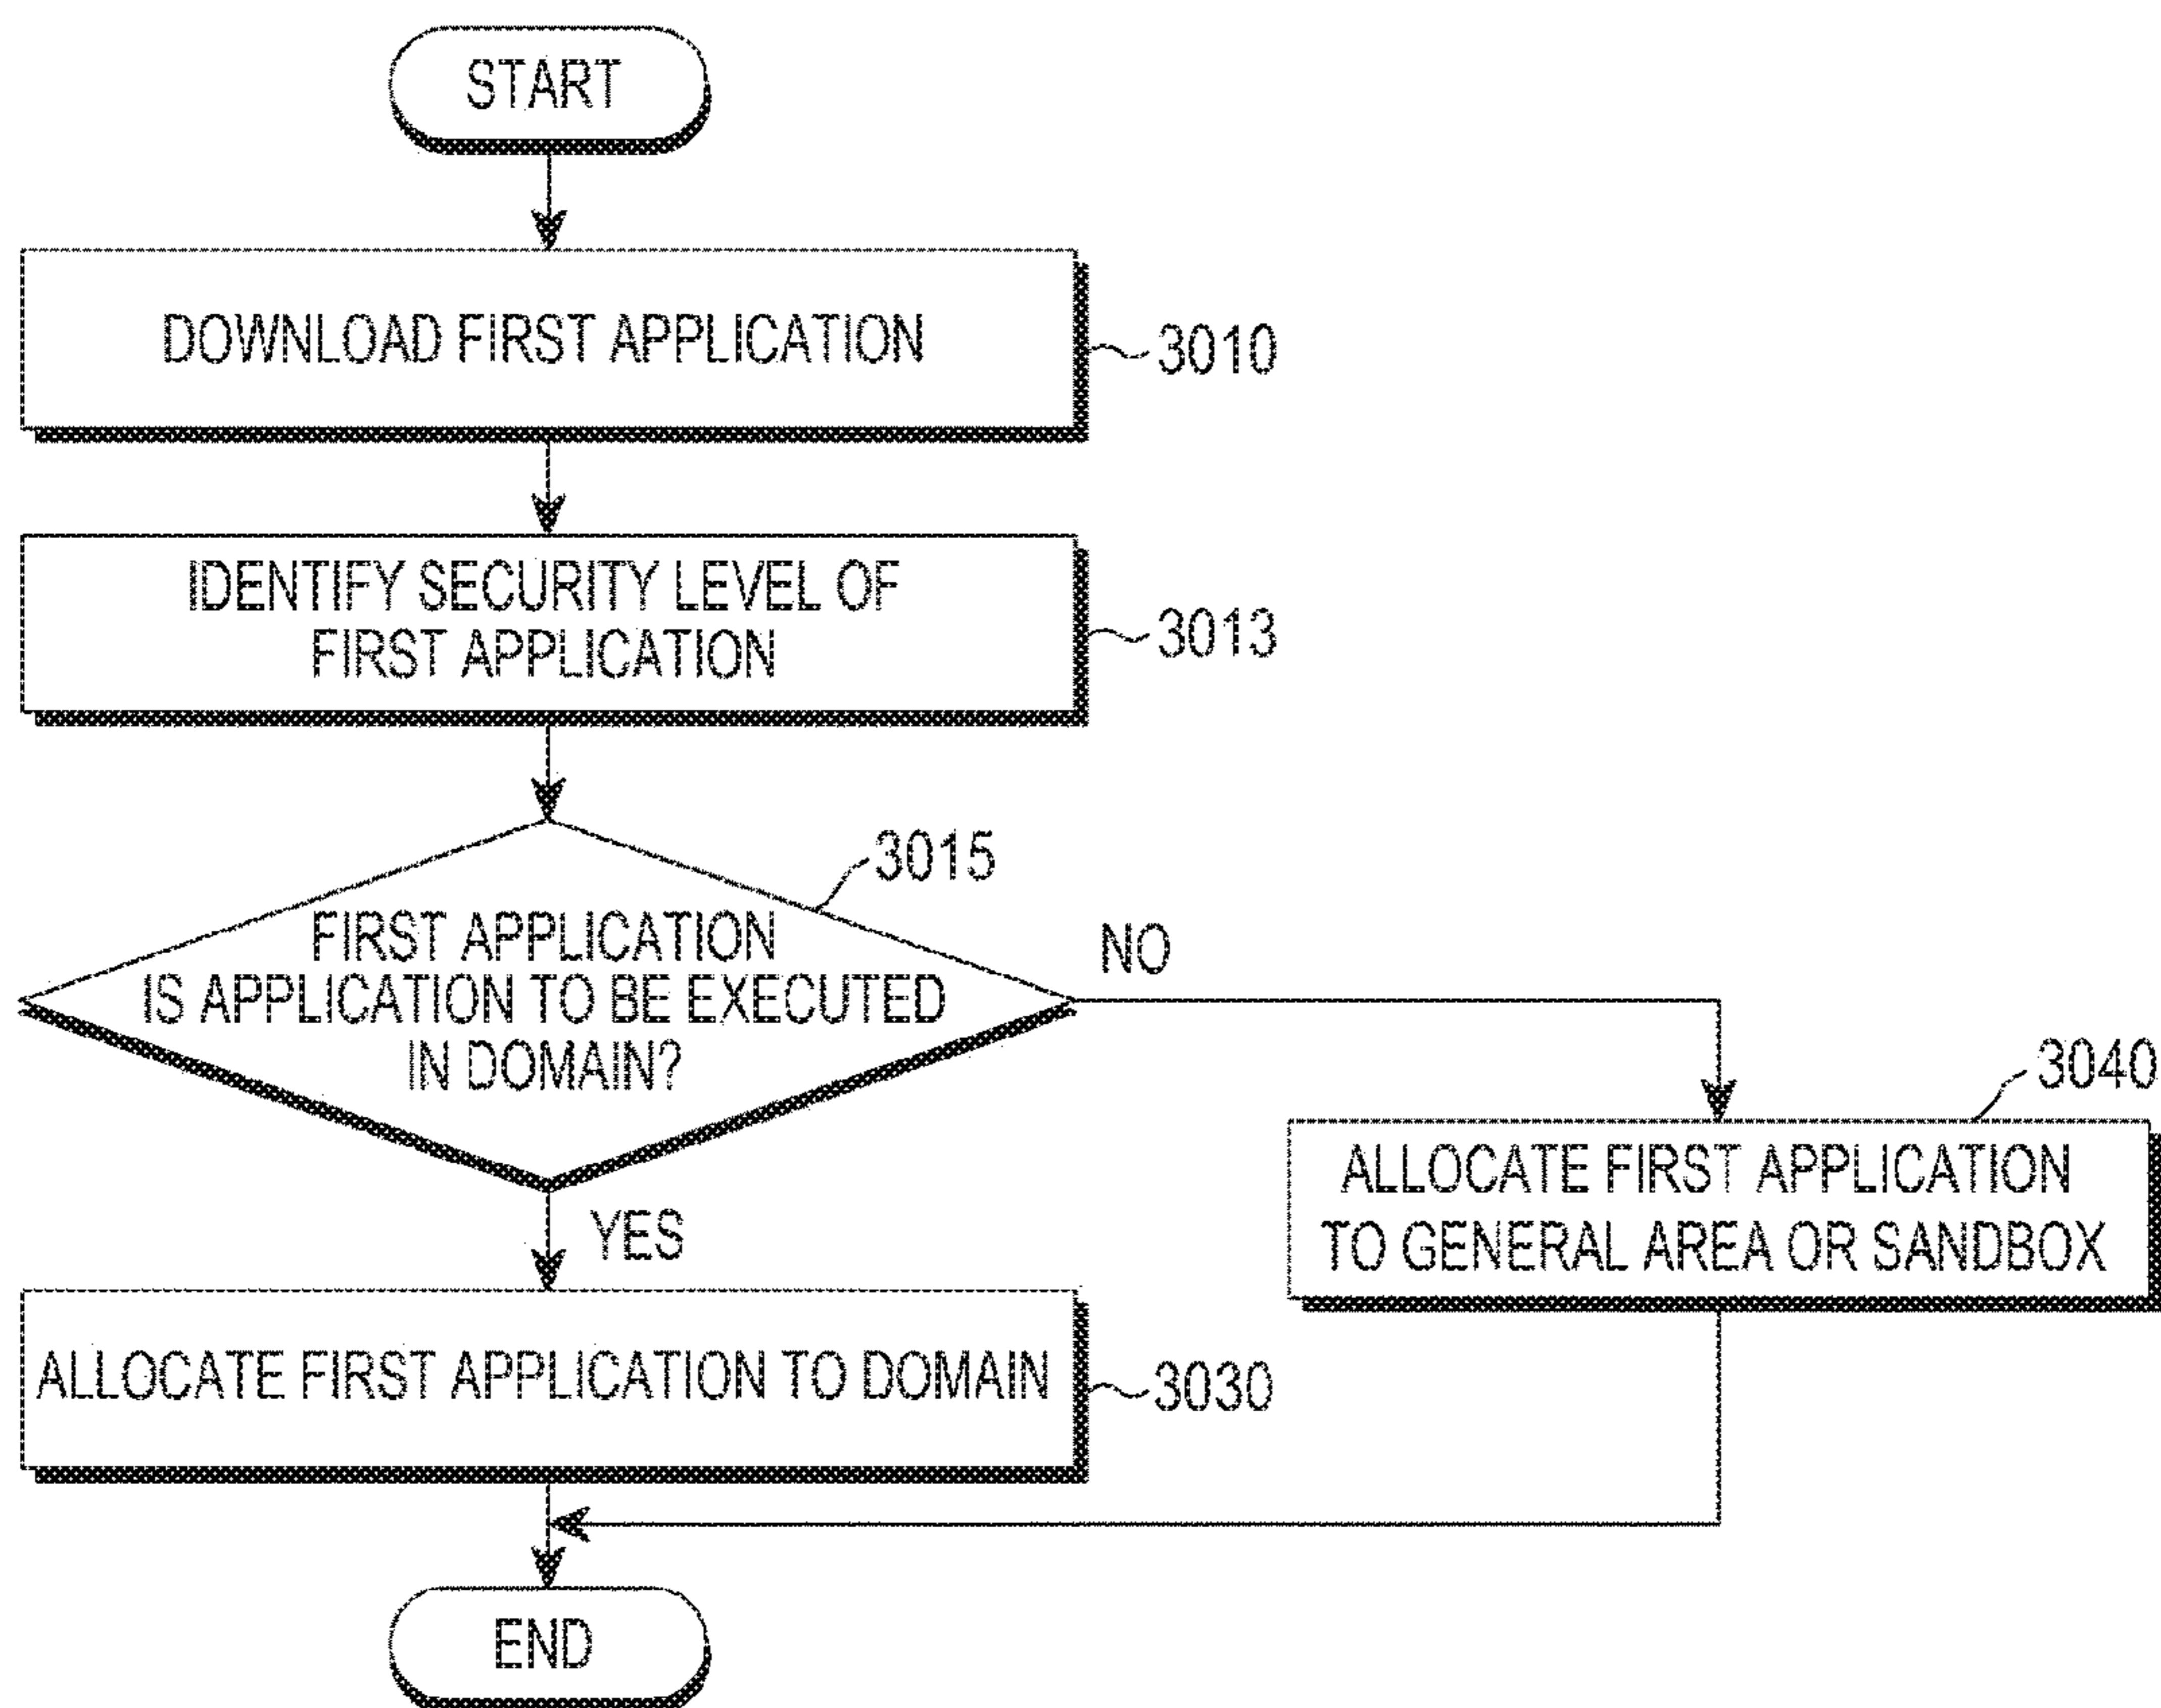 START
DOWNLOAD FIRST APPLICATION
3010
IDENTIFY SECURITY LEVEL OF
FIRST APPLICATION
3013
3015
FIRST APPLICATION
IS APPLICATION TO BE EXECUTED
IN DOMAIN?
NO
YES
3040
ALLOCATE FIRST APPLICATION
TO GENERAL AREA OR SANDBOX
ALLOCATE FIRST APPLICATION TO DOMAIN
3030
END